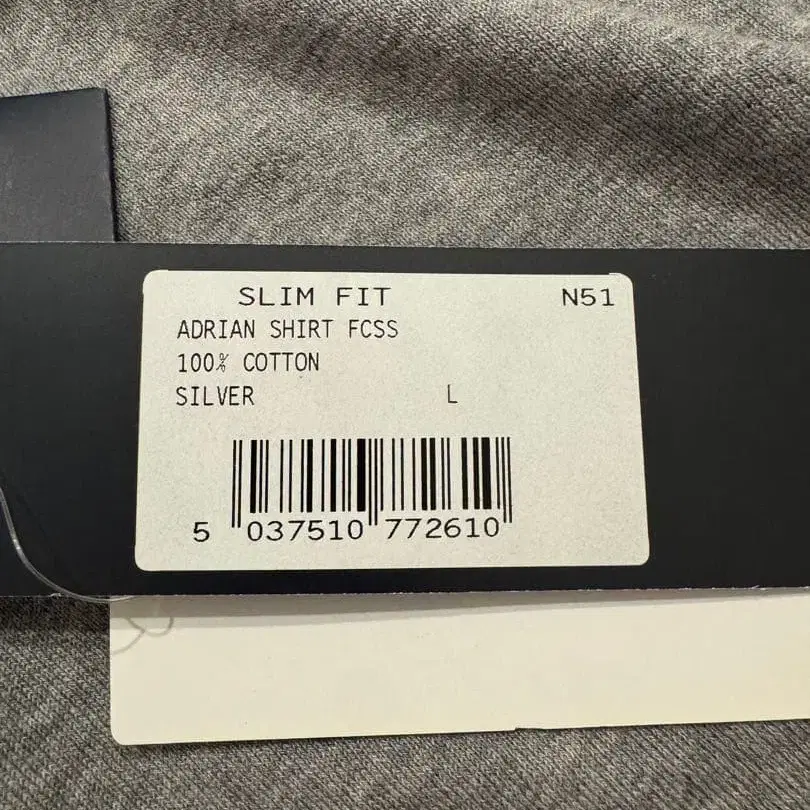 SLIM FIT N51
ADRIAN SHIRT FCSS
100% COTTON
SILVER L
5 037510 772610